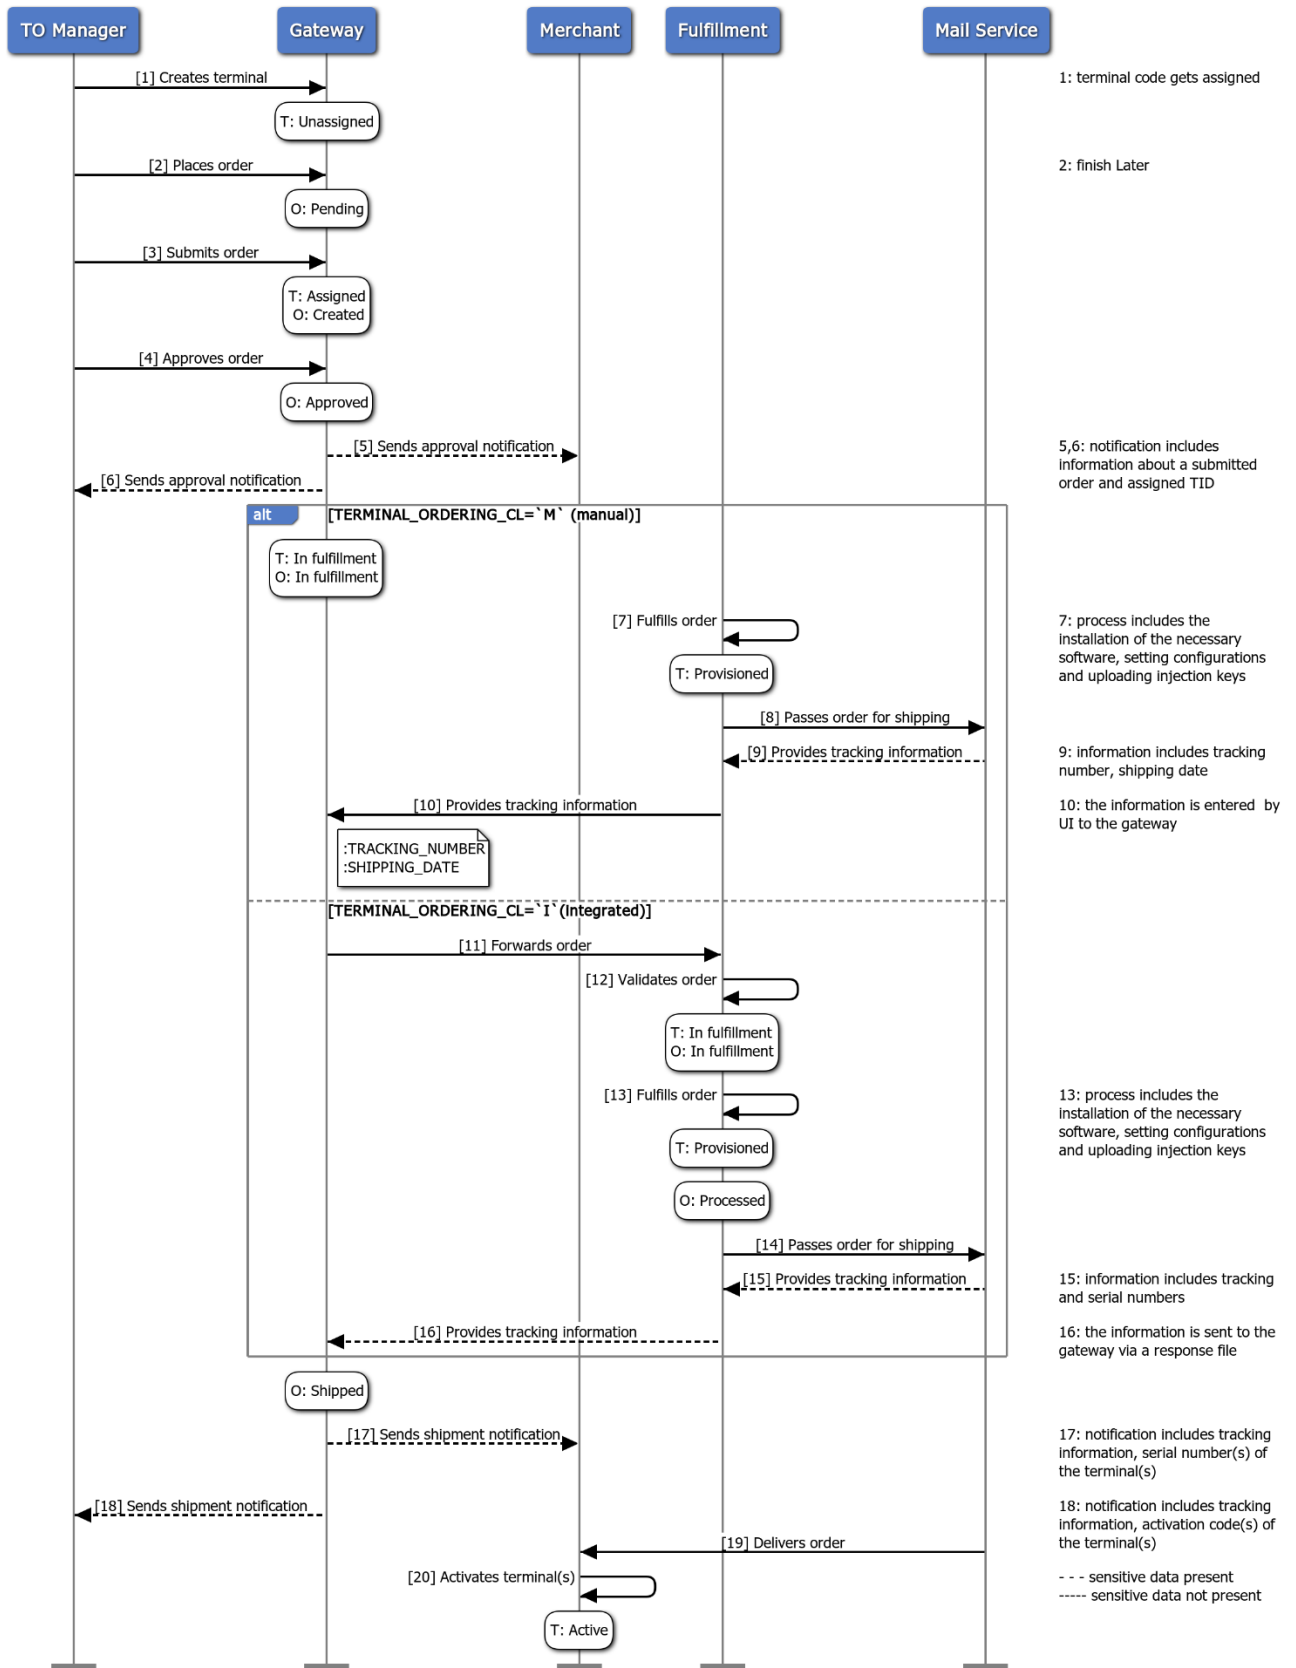 TO Manager
Gateway
Merchant
Fulfillment
Mail Service
[1] Creates terminal
1: terminal code gets assigned
T: Unassigned
[2] Places order
2: finish Later
O: Pending
[3] Submits order
T: Assigned
O: Created
[4] Approves order
O: Approved
[5] Sends approval notification
5,6: notification includes
information about a submitted
order and assigned TID
[6] Sends approval notification
alt
[TERMINAL_ORDERING_CL=`M` (manual)]
T: In fulfillment
O: In fulfillment
[7] Fulfills order
7: process includes the
installation of the necessary
software, setting configurations
and uploading injection keys
T: Provisioned
[8] Passes order for shipping
[9] Provides tracking information
9: information includes tracking
number, shipping date
[10] Provides tracking information
10: the information is entered  by
UI to the gateway
:TRACKING_NUMBER
:SHIPPING_DATE
[TERMINAL_ORDERING_CL=`I`(integrated)]
[11] Forwards order
[12] Validates order
T: In fulfillment
O: In fulfillment
[13] Fulfills order
13: process includes the
installation of the necessary
software, setting configurations
and uploading injection keys
T: Provisioned
O: Processed
[14] Passes order for shipping
[15] Provides tracking information
15: information includes tracking
and serial numbers
[16] Provides tracking information
16: the information is sent to the
gateway via a response file
O: Shipped
[17] Sends shipment notification
17: notification includes tracking
information, serial number(s) of
the terminal(s)
[18] Sends shipment notification
18: notification includes tracking
information, activation code(s) of
the terminal(s)
[19] Delivers order
[20] Activates terminal(s)
- - - sensitive data present
----- sensitive data not present
T: Active